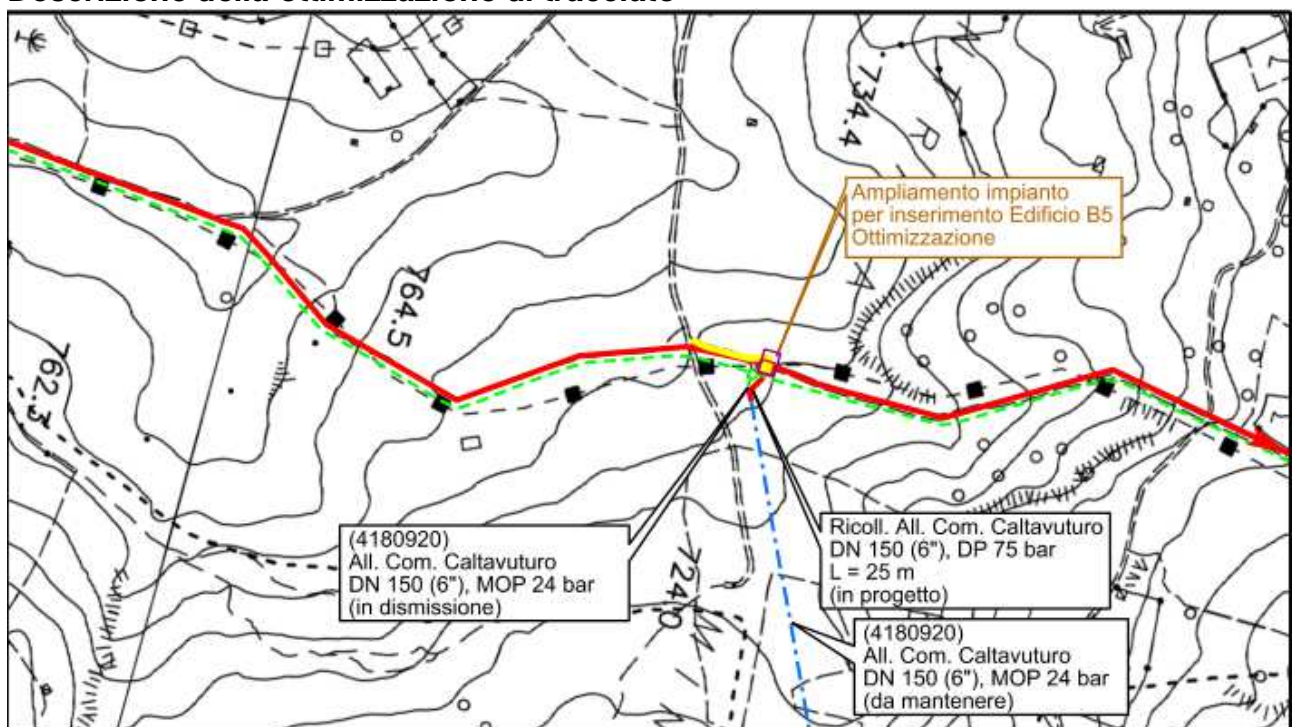 Descrizione della ottimizzazione di tracciato
734.4
Ampliamento impianto
per inserimento Edificio B5
Ottimizzazione
764.5
762.3
(4180920)
All. Com. Caltavuturo
DN 150 (6"), MOP 24 bar
(in dismissione)
724.0
Ricoll. All. Com. Caltavuturo
DN 150 (6"), DP 75 bar
L = 25 m
(in progetto)
(4180920)
All. Com. Caltavuturo
DN 150 (6"), MOP 24 bar
(da mantenere)